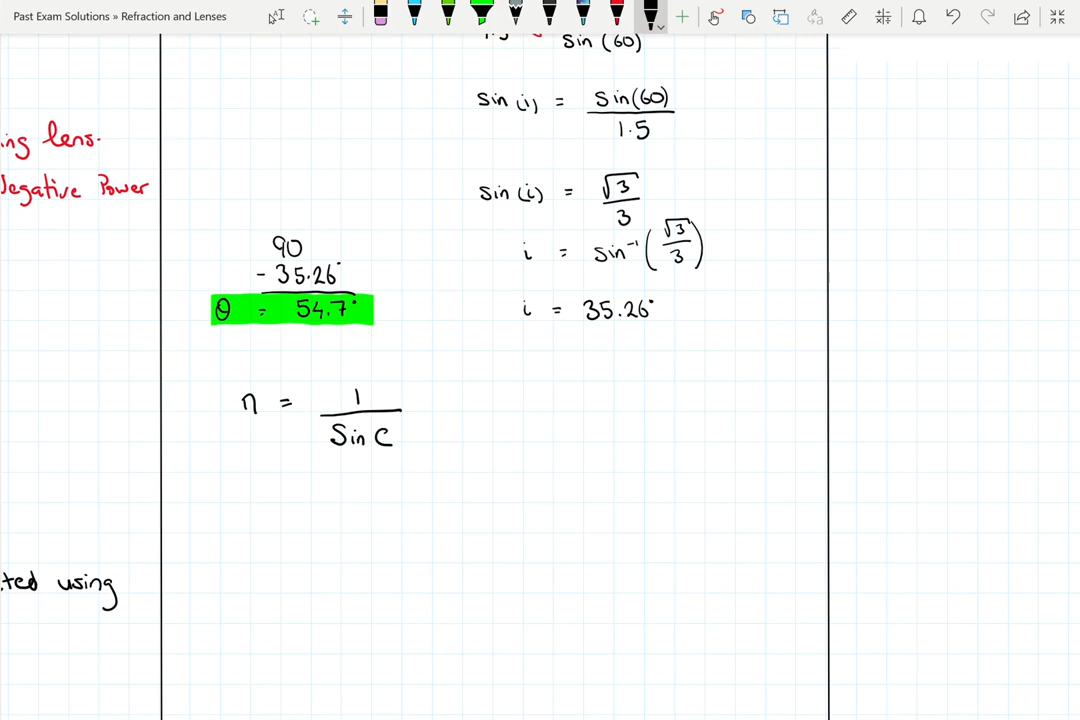 Past Exam Solutions » Refraction and Lenses
Sin (60)
Sin (i) = Sin(60) / 1.5
ing lens.
Negative Power
Sin (i) = √3 / 3
90
- 35.26°
θ = 54.7°
i = Sin⁻¹ (√3 / 3)
i = 35.26°
n = 1 / Sin C
ted using